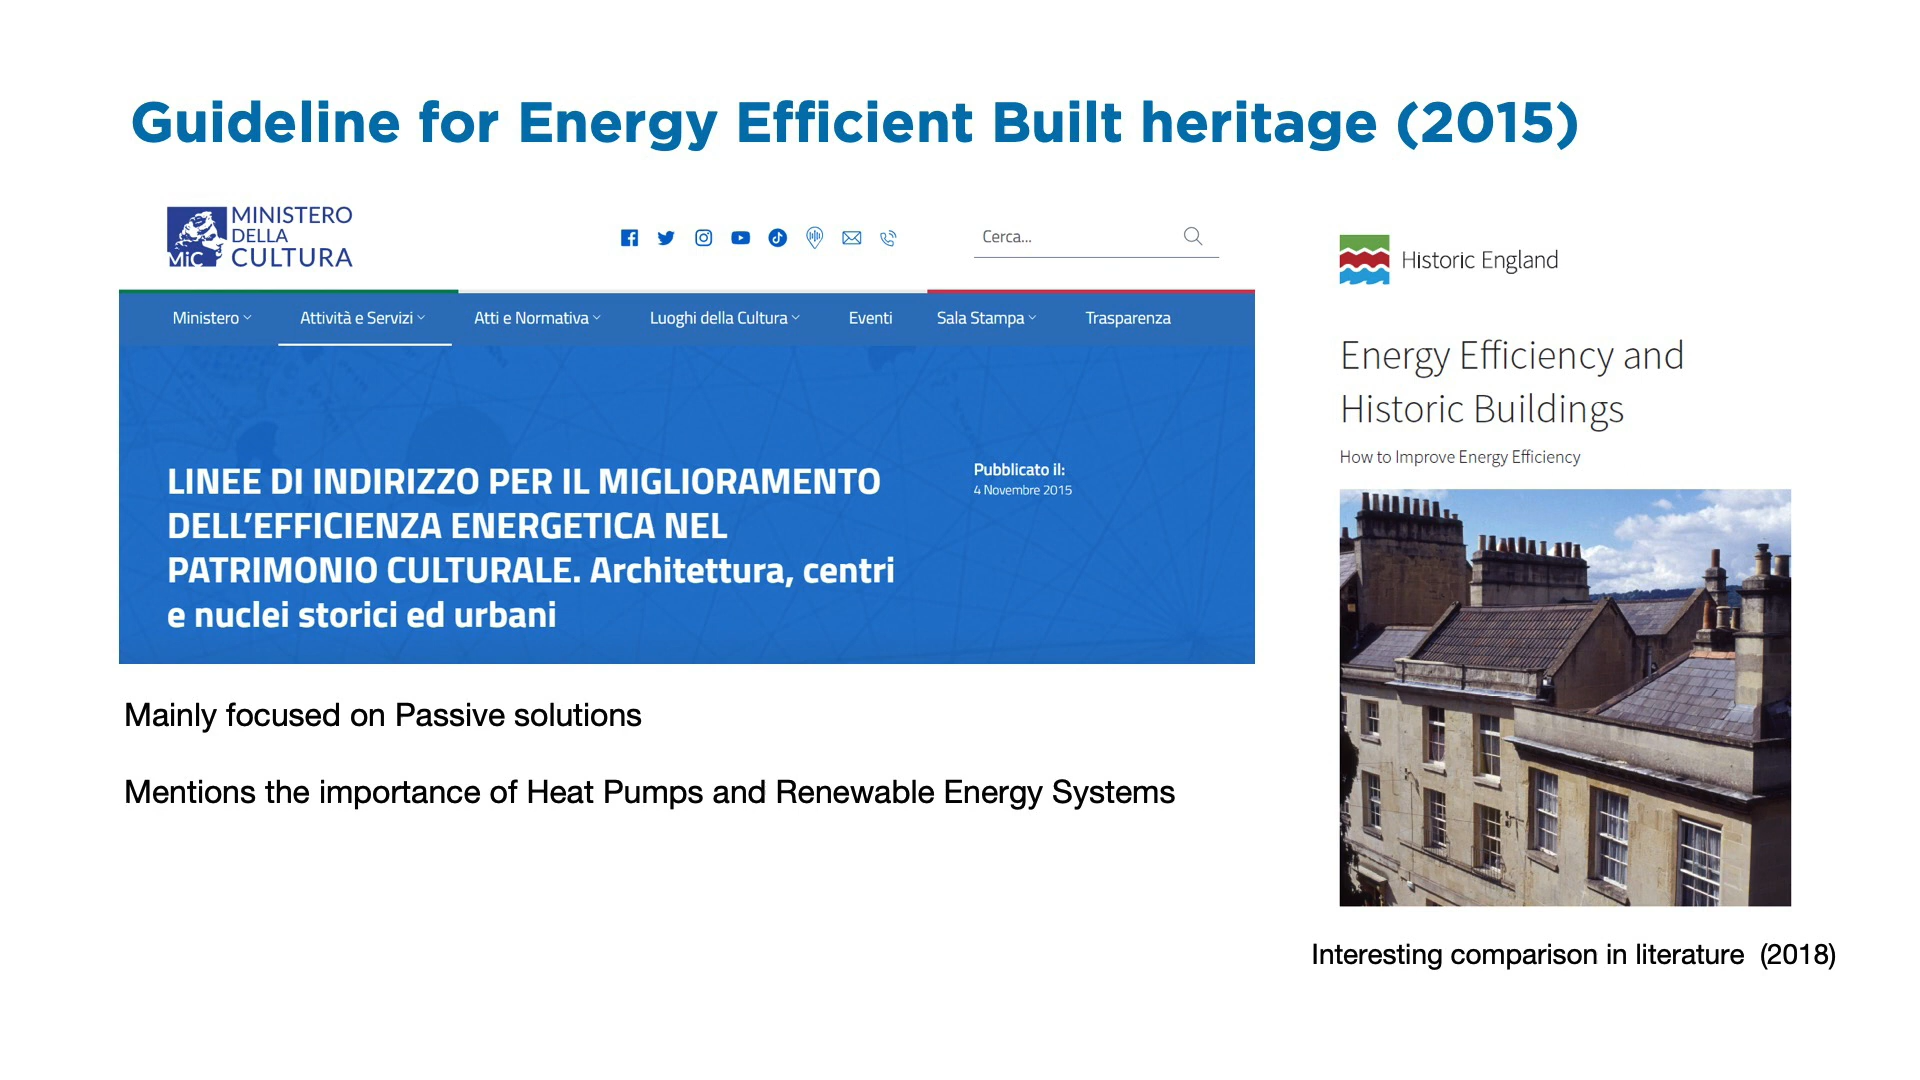 Guideline for Energy Efficient Built heritage (2015)
MINISTERO
DELLA
CULTURA
MiC
Cerca...
Ministero
Attività e Servizi
Atti e Normativa
Luoghi della Cultura
Eventi
Sala Stampa
Trasparenza
LINEE DI INDIRIZZO PER IL MIGLIORAMENTO
DELL'EFFICIENZA ENERGETICA NEL
PATRIMONIO CULTURALE. Architettura, centri
e nuclei storici ed urbani
Pubblicato il:
4 Novembre 2015
Mainly focused on Passive solutions
Mentions the importance of Heat Pumps and Renewable Energy Systems
Historic England
Energy Efficiency and
Historic Buildings
How to Improve Energy Efficiency
Interesting comparison in literature (2018)